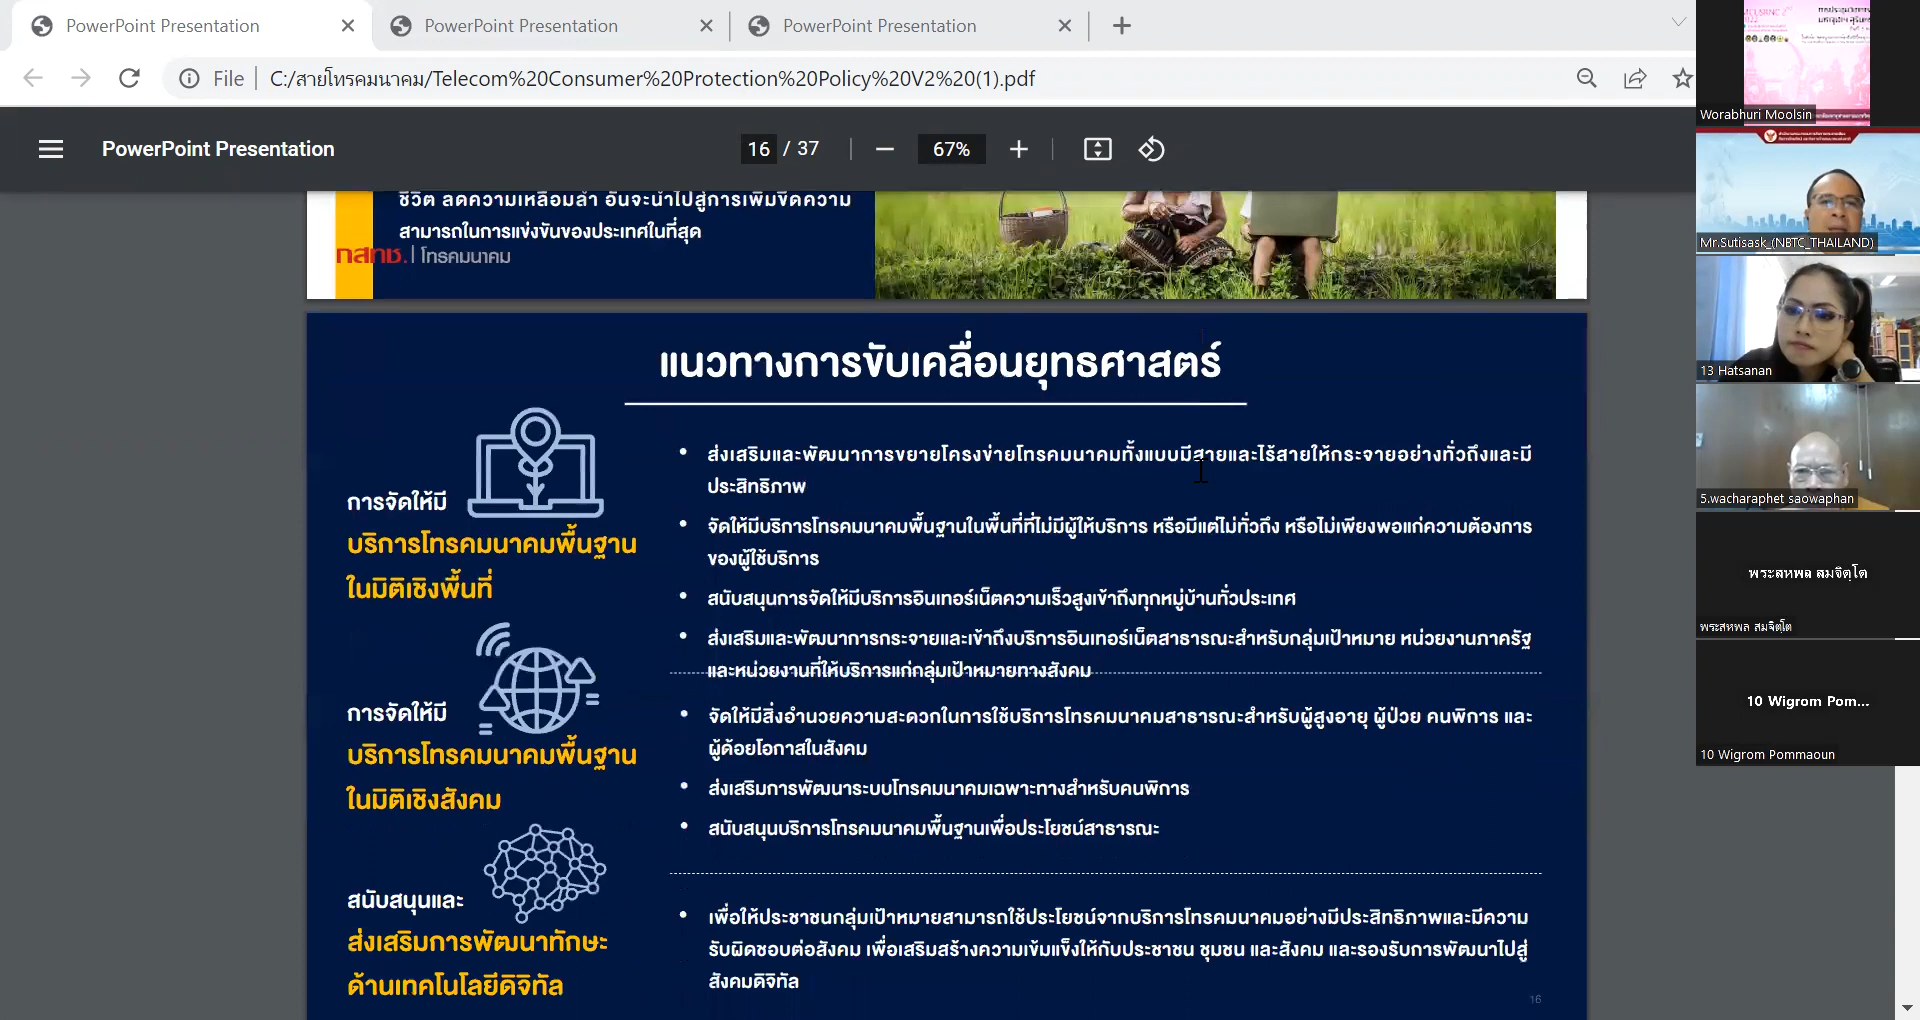 PowerPoint Presentation
PowerPoint Presentation
PowerPoint Presentation
File
C:/สายโทรคมนาคม/Telecom%20Consumer%20Protection%20Policy%20V2%20(1).pdf
PowerPoint Presentation
16 / 37
67%
ชีวิต ลดความเหลื่อมล้ำ อันจะนำไปสู่การเพิ่มขีดความ
สามารถในการแข่งขันของประเทศในที่สุด
กสทช. | โทรคมนาคม
แนวทางการขับเคลื่อนยุทธศาสตร์
การจัดให้มี
บริการโทรคมนาคมพื้นฐาน
ในมิติเชิงพื้นที่
• ส่งเสริมและพัฒนาการขยายโครงข่ายโทรคมนาคมทั้งแบบมีสายและไร้สายให้กระจายอย่างทั่วถึงและมี
ประสิทธิภาพ
• จัดให้มีบริการโทรคมนาคมพื้นฐานในพื้นที่ที่ไม่มีผู้ให้บริการ หรือมีแต่ไม่ทั่วถึง หรือไม่เพียงพอแก่ความต้องการ
ของผู้ใช้บริการ
• สนับสนุนการจัดให้มีบริการอินเทอร์เน็ตความเร็วสูงเข้าถึงทุกหมู่บ้านทั่วประเทศ
• ส่งเสริมและพัฒนาการกระจายและเข้าถึงบริการอินเทอร์เน็ตสาธารณะสำหรับกลุ่มเป้าหมาย หน่วยงานภาครัฐ
และหน่วยงานที่ให้บริการแก่กลุ่มเป้าหมายทางสังคม
การจัดให้มี
บริการโทรคมนาคมพื้นฐาน
ในมิติเชิงสังคม
• จัดให้มีสิ่งอำนวยความสะดวกในการใช้บริการโทรคมนาคมสาธารณะสำหรับผู้สูงอายุ ผู้ป่วย คนพิการ และ
ผู้ด้อยโอกาสในสังคม
• ส่งเสริมการพัฒนาระบบโทรคมนาคมเฉพาะทางสำหรับคนพิการ
• สนับสนุนบริการโทรคมนาคมพื้นฐานเพื่อประโยชน์สาธารณะ
สนับสนุนและ
ส่งเสริมการพัฒนาทักษะ
ด้านเทคโนโลยีดิจิทัล
• เพื่อให้ประชาชนกลุ่มเป้าหมายสามารถใช้ประโยชน์จากบริการโทรคมนาคมอย่างมีประสิทธิภาพและมีความ
รับผิดชอบต่อสังคม เพื่อเสริมสร้างความเข้มแข็งให้กับประชาชน ชุมชน และสังคม และรองรับการพัฒนาไปสู่
สังคมดิจิทัล
16
Worabhuri Moolsin
Mr.Sutisask_(NBTC_THAILAND)
13 Hatsanan
5.wacharaphet saowaphan
พระสหพล สมจิตฺโต
พระสหพล สมจิตฺโต
10 Wigrom Pom...
10 Wigrom Pommaoun